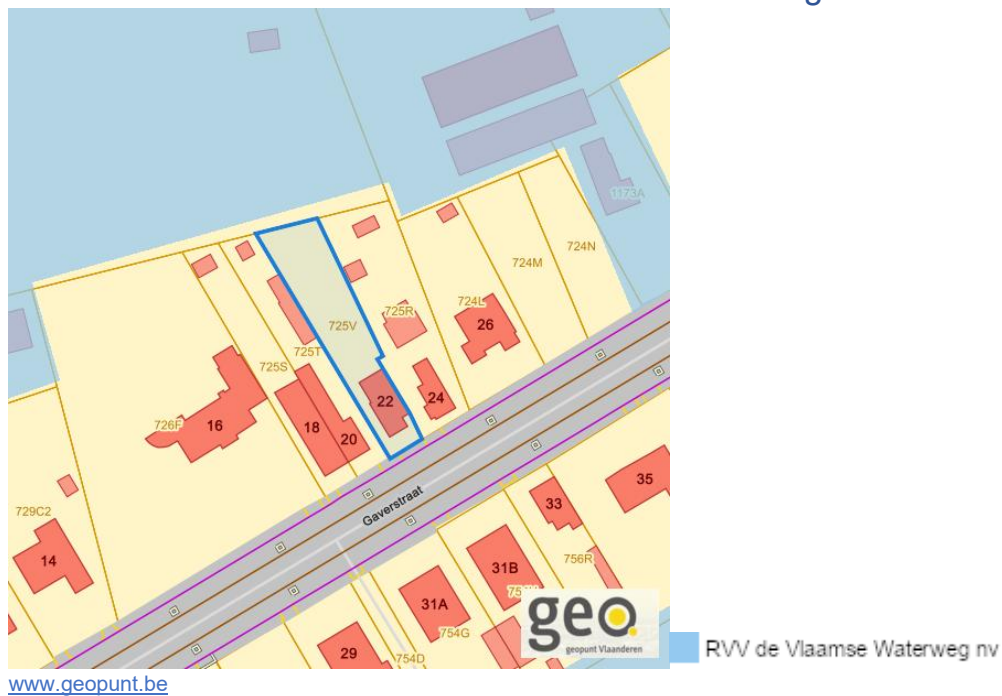 1173A
724N
724M
724L
26
725R
725V
725T
725S
22
24
726F
16
18
20
35
729C2
Gaverstraat
33
14
756R
31B
31A
754G
29
754D
geo
geopunt Vlaanderen
RVV de Vlaamse Waterweg nv
www.geopunt.be